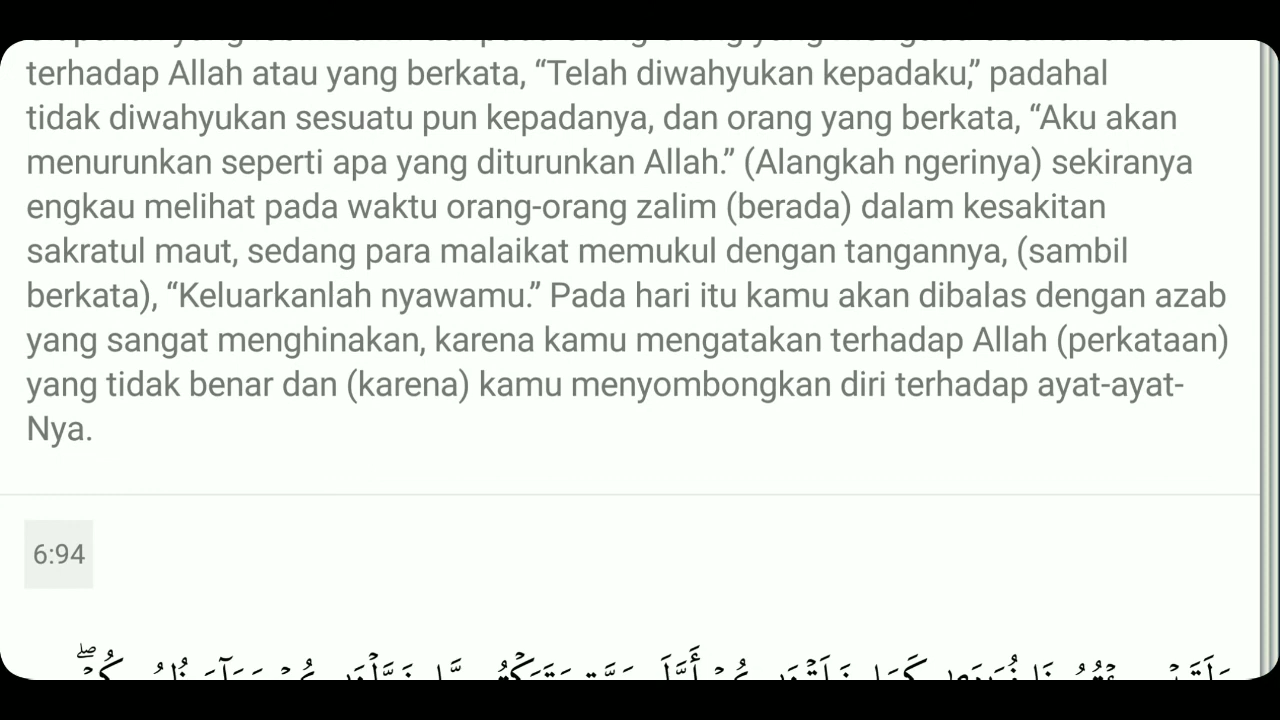 terhadap Allah atau yang berkata, “Telah diwahyukan kepadaku,” padahal
tidak diwahyukan sesuatu pun kepadanya, dan orang yang berkata, “Aku akan
menurunkan seperti apa yang diturunkan Allah.” (Alangkah ngerinya) sekiranya
engkau melihat pada waktu orang-orang zalim (berada) dalam kesakitan
sakratul maut, sedang para malaikat memukul dengan tangannya, (sambil
berkata), “Keluarkanlah nyawamu.” Pada hari itu kamu akan dibalas dengan azab
yang sangat menghinakan, karena kamu mengatakan terhadap Allah (perkataan)
yang tidak benar dan (karena) kamu menyombongkan diri terhadap ayat-ayat-
Nya.
6:94